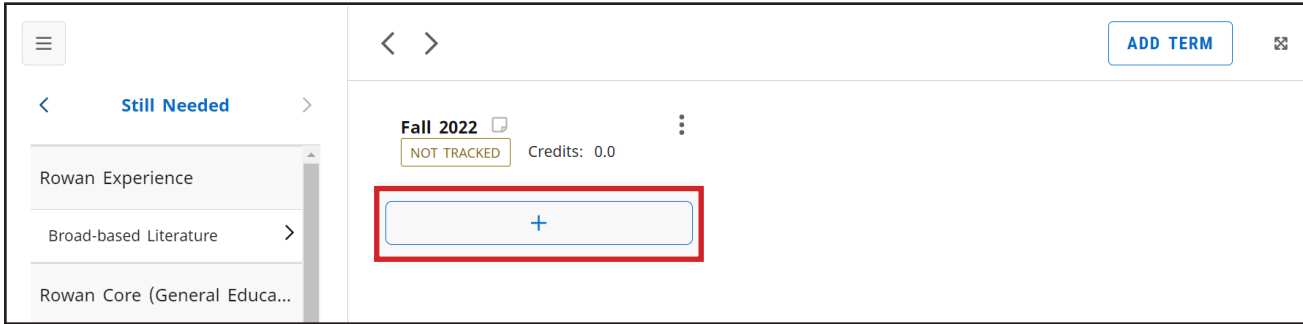 ADD TERM
Still Needed
Fall 2022
NOT TRACKED Credits: 0.0
Rowan Experience
Broad-based Literature
+
Rowan Core (General Educa...